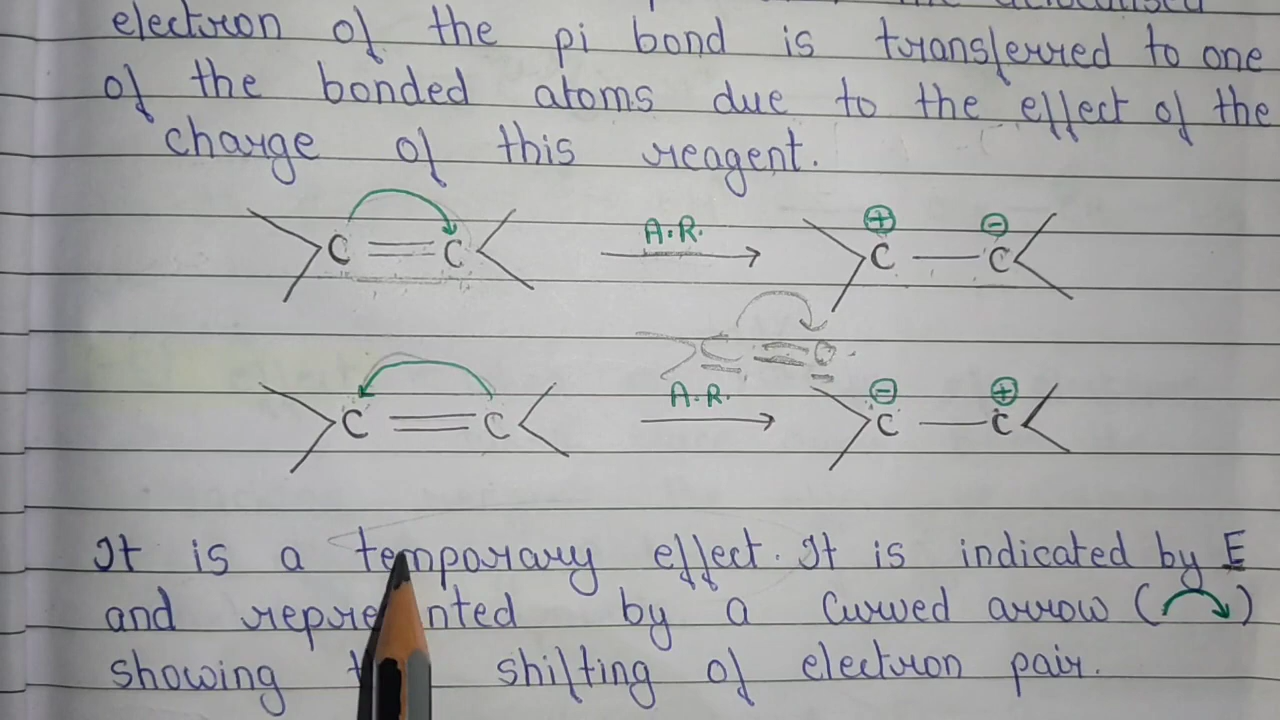 the delocalised
electron of the pi bond is transferred to one
of the bonded atoms due to the effect of the
charge of this reagent.
C = C A.R. ⊕ C — ⊖ C
C = O
C = C A.R. ⊖ C — ⊕ C
It is a temporary effect. It is indicated by E
and represented by a curved arrow (↷)
showing shifting of electron pair.